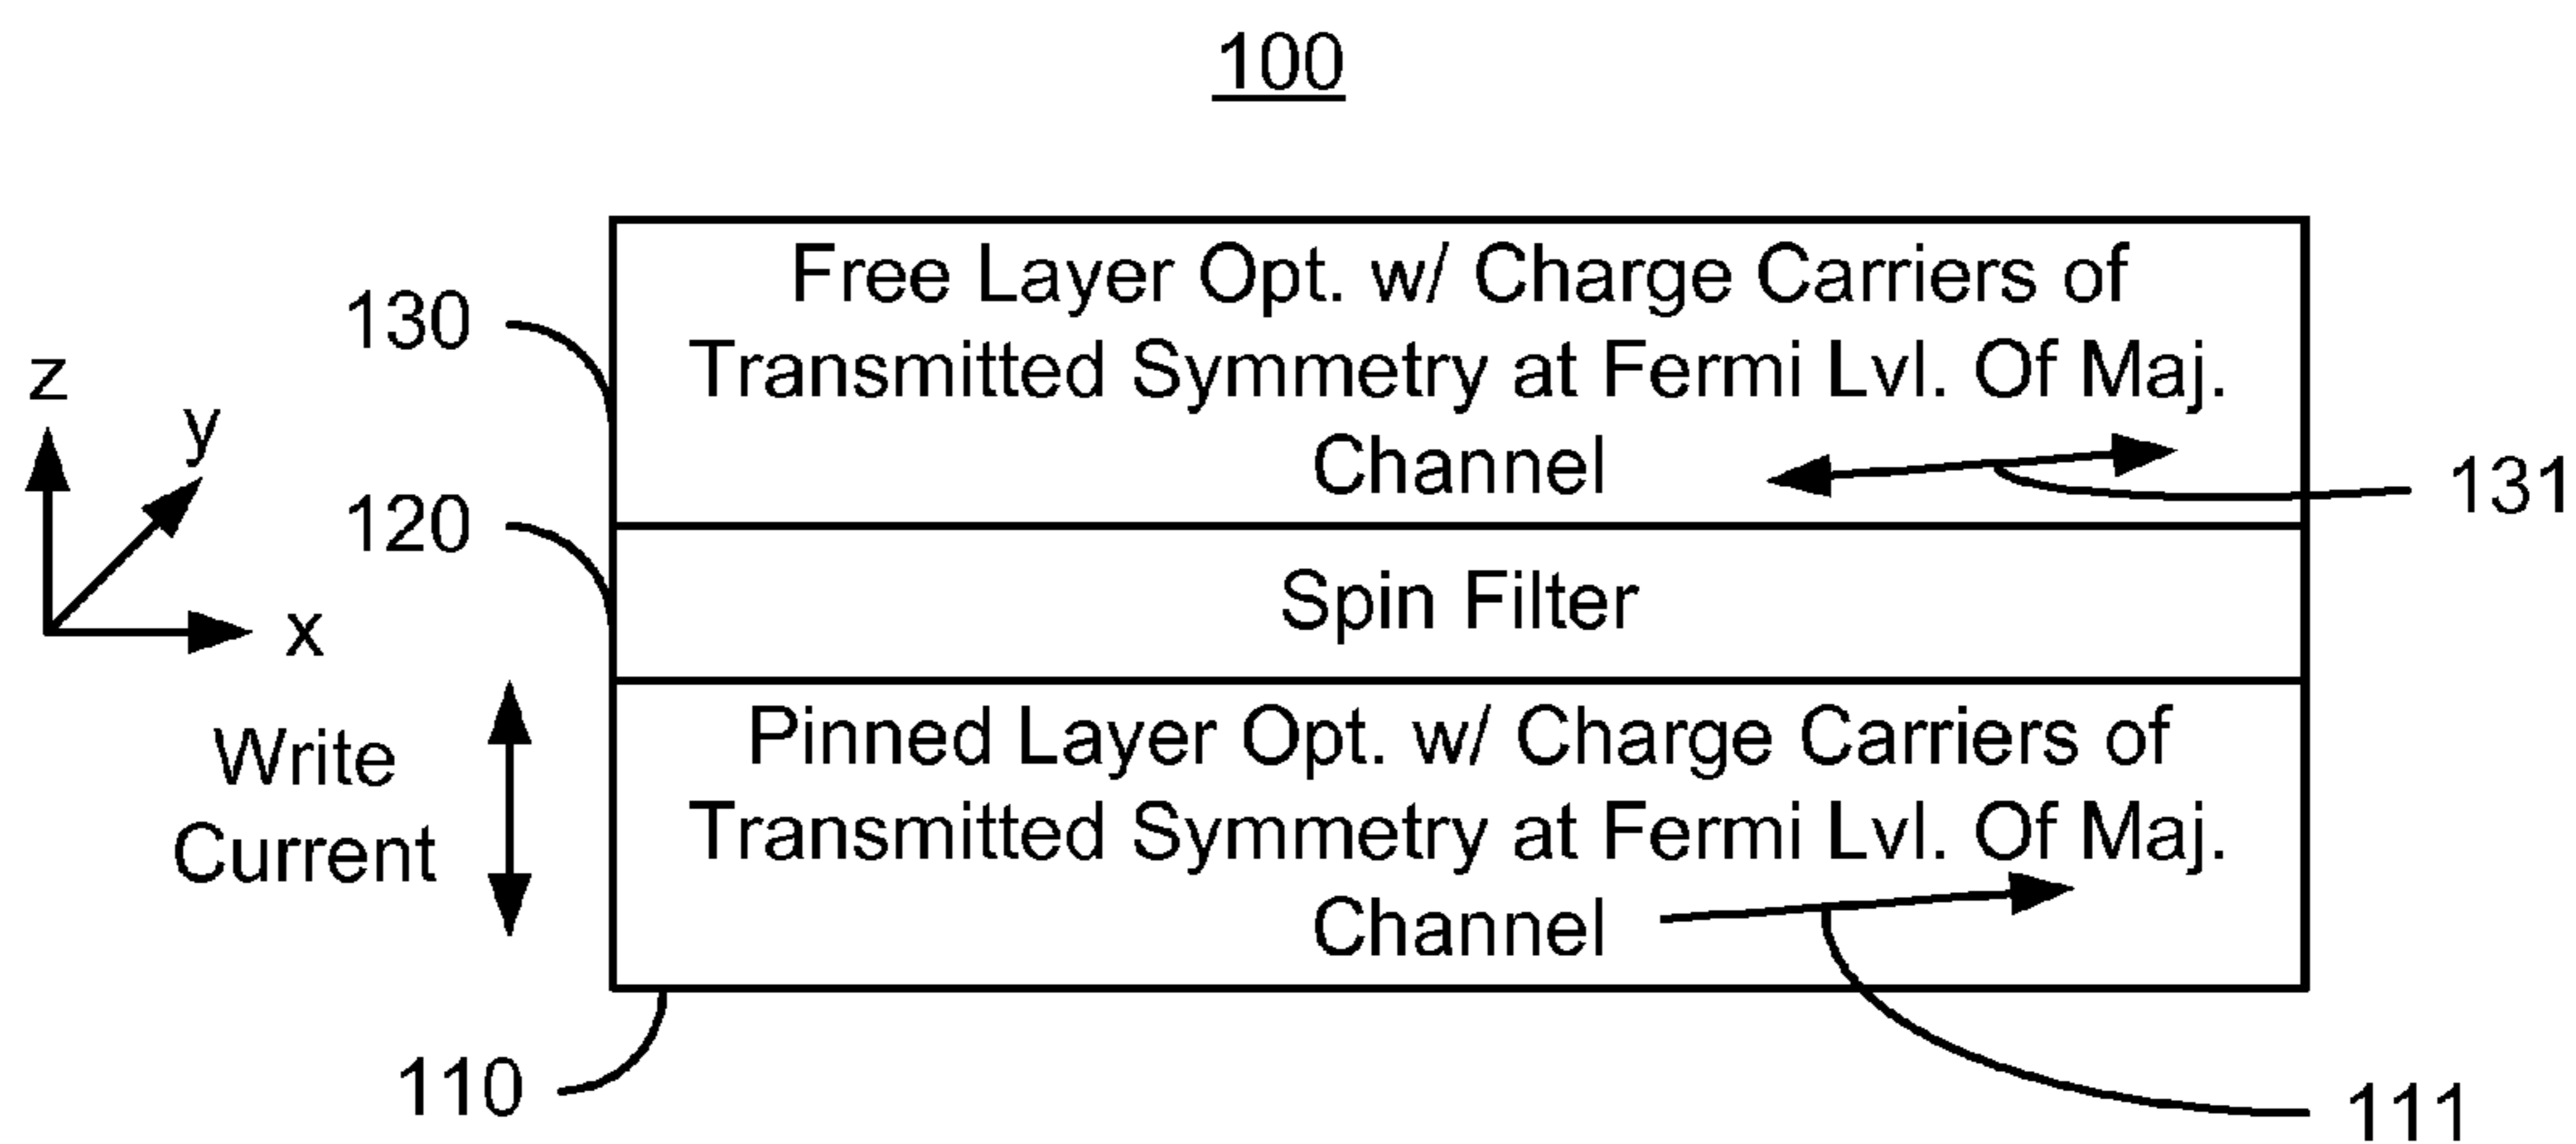 100
Free Layer Opt. w/ Charge Carriers of
Transmitted Symmetry at Fermi Lvl. Of Maj.
Channel
130
z
y
x
120
131
Spin Filter
Write
Current
Pinned Layer Opt. w/ Charge Carriers of
Transmitted Symmetry at Fermi Lvl. Of Maj.
Channel
110
111